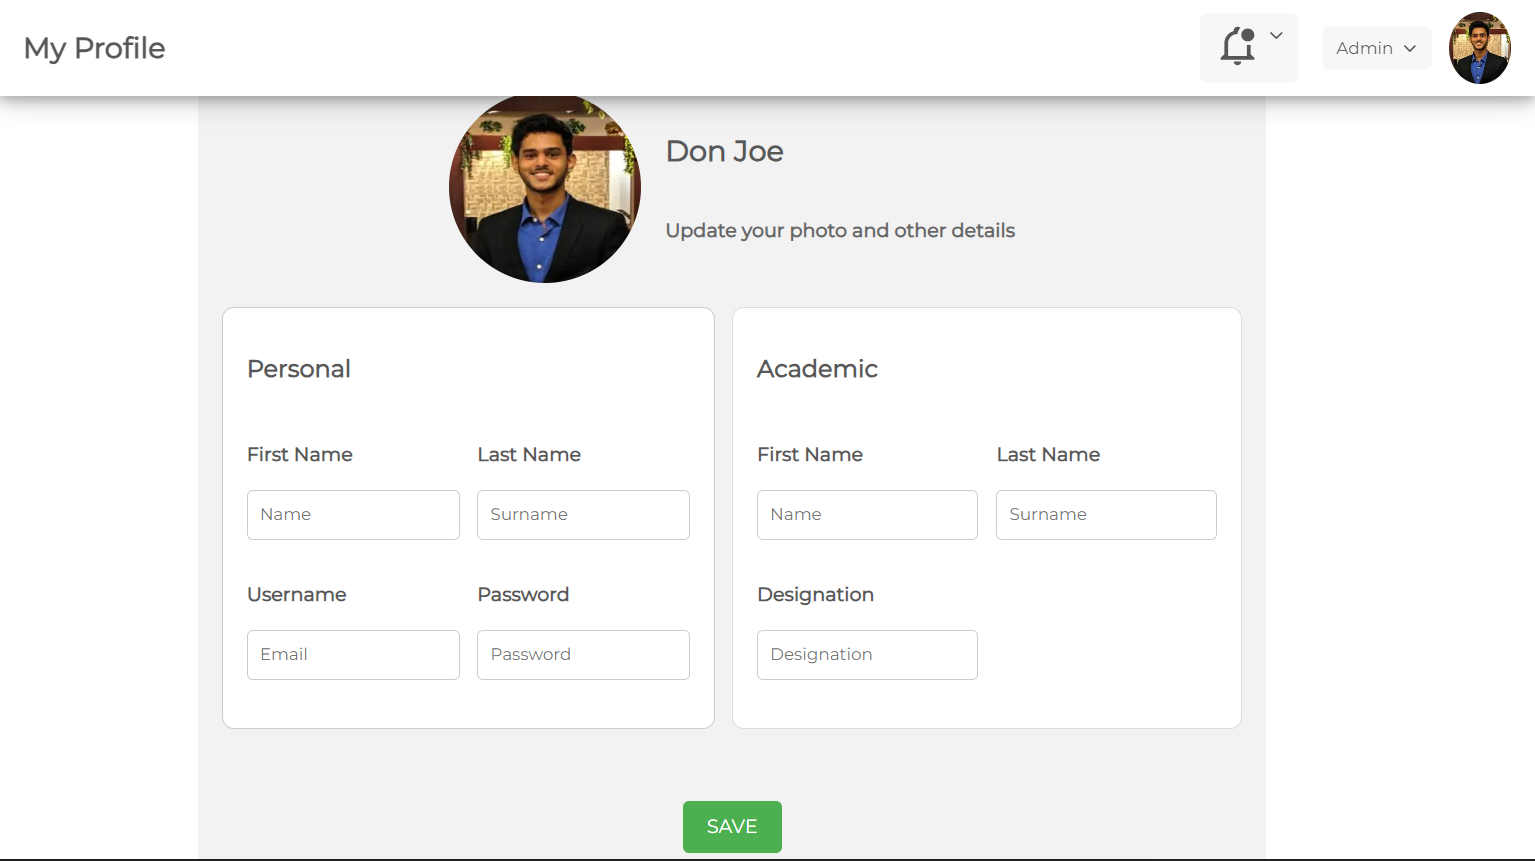 My Profile
Admin
Don Joe
Update your photo and other details
Personal
First Name
Last Name
Name
Surname
Username
Password
Email
Password
Academic
First Name
Last Name
Name
Surname
Designation
Designation
SAVE